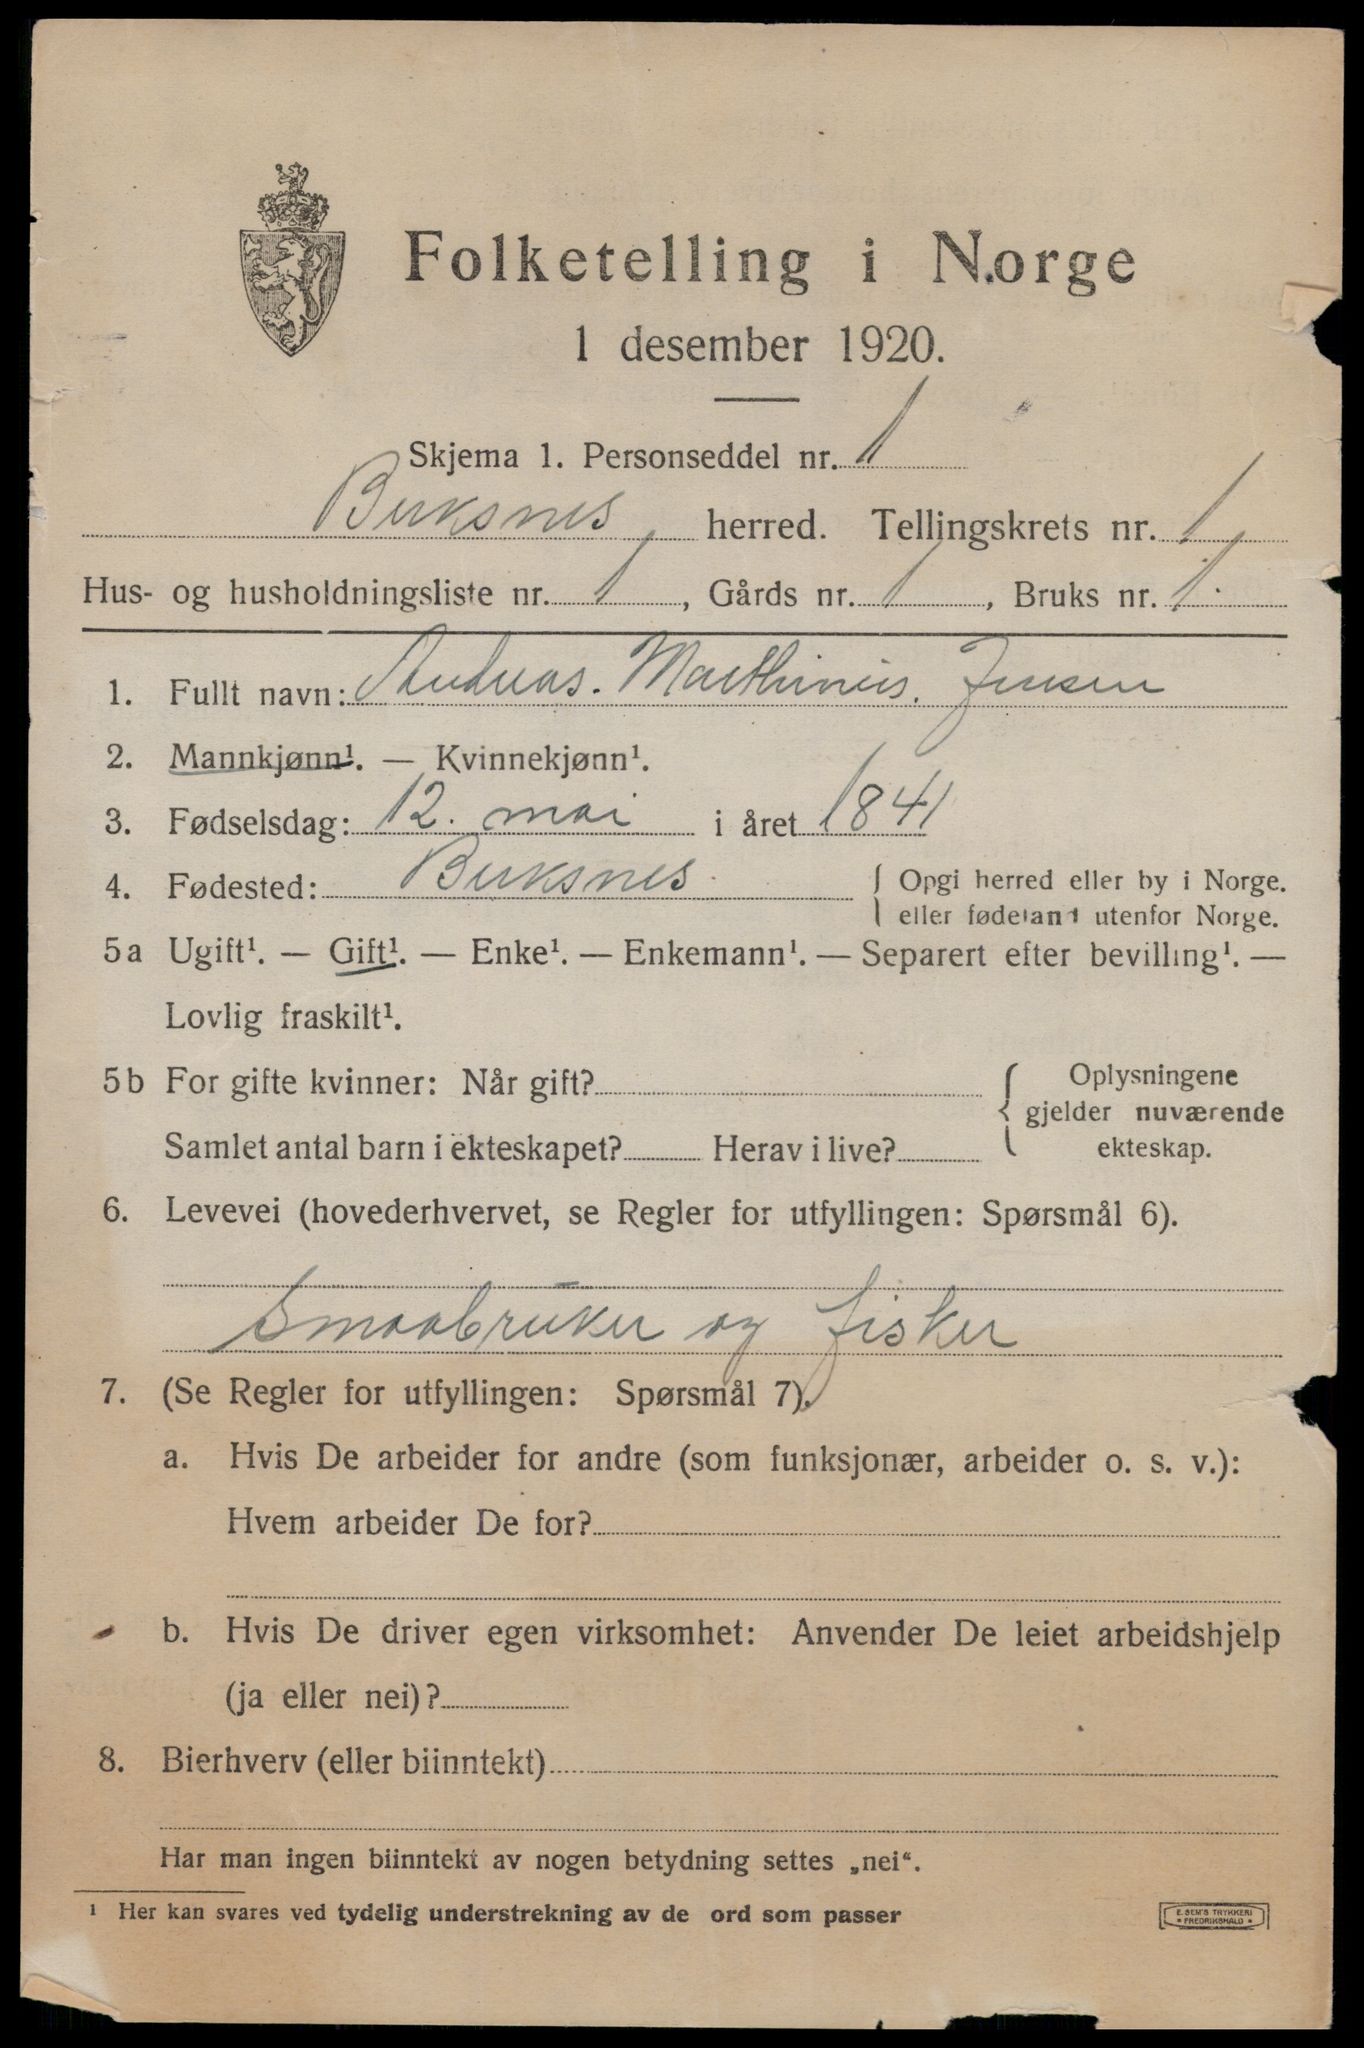 Folketelling i Norge
1 desember 1920.
Skjema 1. Personseddel nr. 1
Buksnes herred. Tellingskrets nr. 1
Hus- og husholdningsliste nr. 1, Gårds nr. 1, Bruks nr. 1.
1. Fullt navn: Andreas. Marthinus. Jensen
2. Mannkjønn¹. — Kvinnekjønn¹.
3. Fødselsdag: 12. mai i året 1841
4. Fødested: Buksnes { Opgi herred eller by i Norge.
eller fødeland utenfor Norge.
5a Ugift¹. — Gift¹. — Enke¹. — Enkemann¹. — Separert efter bevilling¹. —
Lovlig fraskilt¹.
5b For gifte kvinner: Når gift? { Oplysningene
gjelder nuværende
Samlet antal barn i ekteskapet? Herav i live? ekteskap.
6. Levevei (hovederhvervet, se Regler for utfyllingen: Spørsmål 6).
Smaabruker og fisker
7. (Se Regler for utfyllingen: Spørsmål 7).
a. Hvis De arbeider for andre (som funksjonær, arbeider o. s. v.):
Hvem arbeider De for?
b. Hvis De driver egen virksomhet: Anvender De leiet arbeidshjelp
(ja eller nei)?
8. Bierhverv (eller biinntekt)
Har man ingen biinntekt av nogen betydning settes „nei“.
¹ Her kan svares ved tydelig understrekning av de ord som passer
E. SEM'S TRYKKERI
* FREDRIKSHALD *